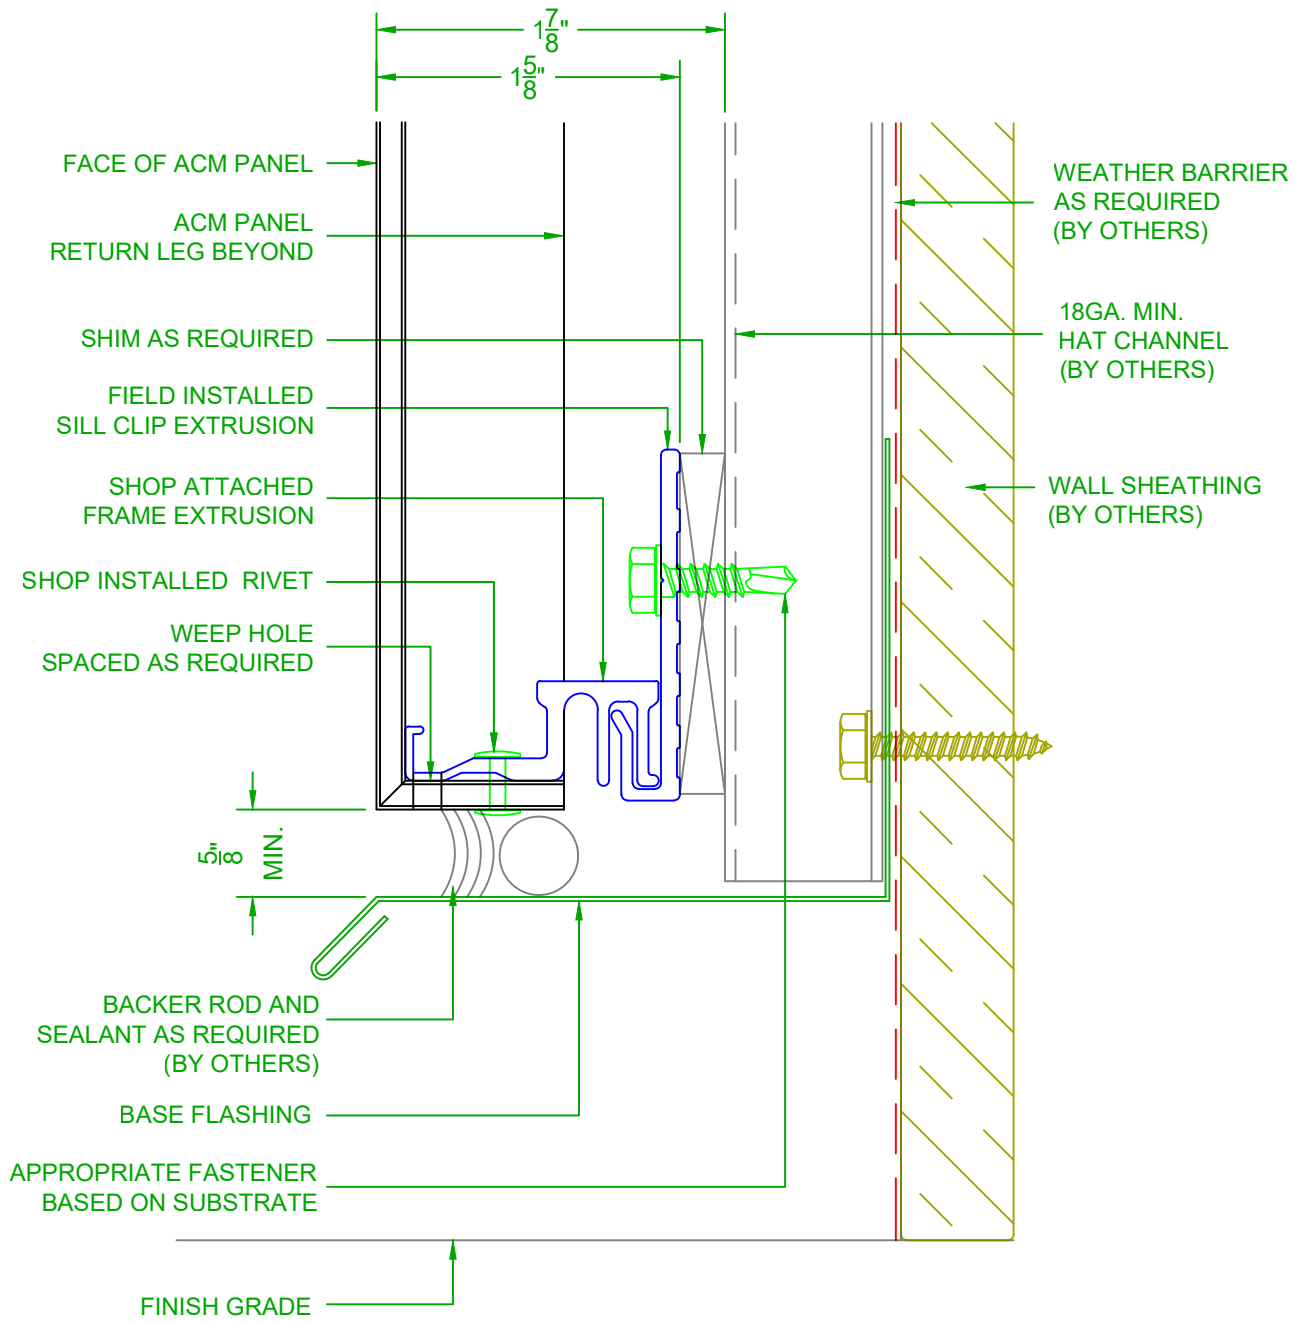 1 7/8"
1 5/8"
FACE OF ACM PANEL
ACM PANEL
RETURN LEG BEYOND
SHIM AS REQUIRED
FIELD INSTALLED
SILL CLIP EXTRUSION
SHOP ATTACHED
FRAME EXTRUSION
SHOP INSTALLED RIVET
WEEP HOLE
SPACED AS REQUIRED
5/8"
MIN.
BACKER ROD AND
SEALANT AS REQUIRED
(BY OTHERS)
BASE FLASHING
APPROPRIATE FASTENER
BASED ON SUBSTRATE
FINISH GRADE
WEATHER BARRIER
AS REQUIRED
(BY OTHERS)
18GA. MIN.
HAT CHANNEL
(BY OTHERS)
WALL SHEATHING
(BY OTHERS)